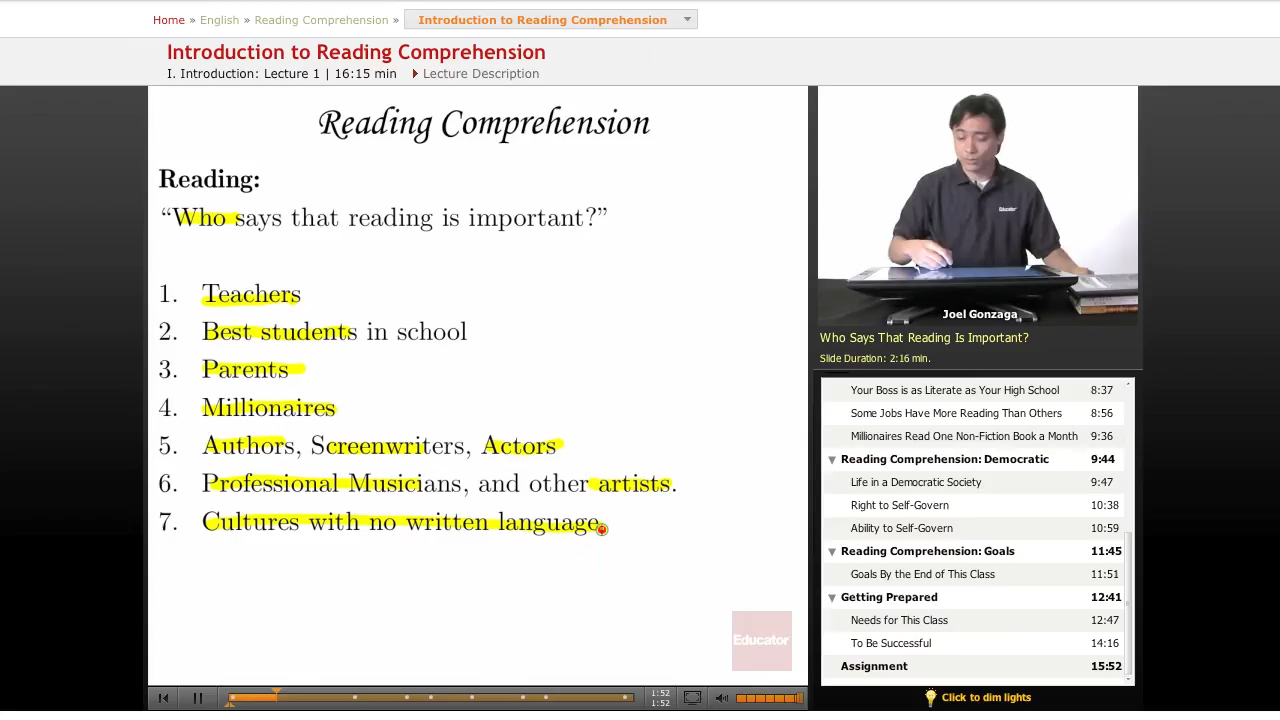 Home » English » Reading Comprehension » Introduction to Reading Comprehension
Introduction to Reading Comprehension
I. Introduction: Lecture 1 | 16:15 min Lecture Description
Reading Comprehension
Reading:
“Who says that reading is important?”
1. Teachers
2. Best students in school
3. Parents
4. Millionaires
5. Authors, Screenwriters, Actors
6. Professional Musicians, and other artists.
7. Cultures with no written language.
Educator
1:52
1:52
Educator
Joel Gonzaga
Who Says That Reading Is Important?
Slide Duration: 2:16 min.
Your Boss is as Literate as Your High School 8:37
Some Jobs Have More Reading Than Others 8:56
Millionaires Read One Non-Fiction Book a Month 9:36
Reading Comprehension: Democratic 9:44
Life in a Democratic Society 9:47
Right to Self-Govern 10:38
Ability to Self-Govern 10:59
Reading Comprehension: Goals 11:45
Goals By the End of This Class 11:51
Getting Prepared 12:41
Needs for This Class 12:47
To Be Successful 14:16
Assignment 15:52
Click to dim lights